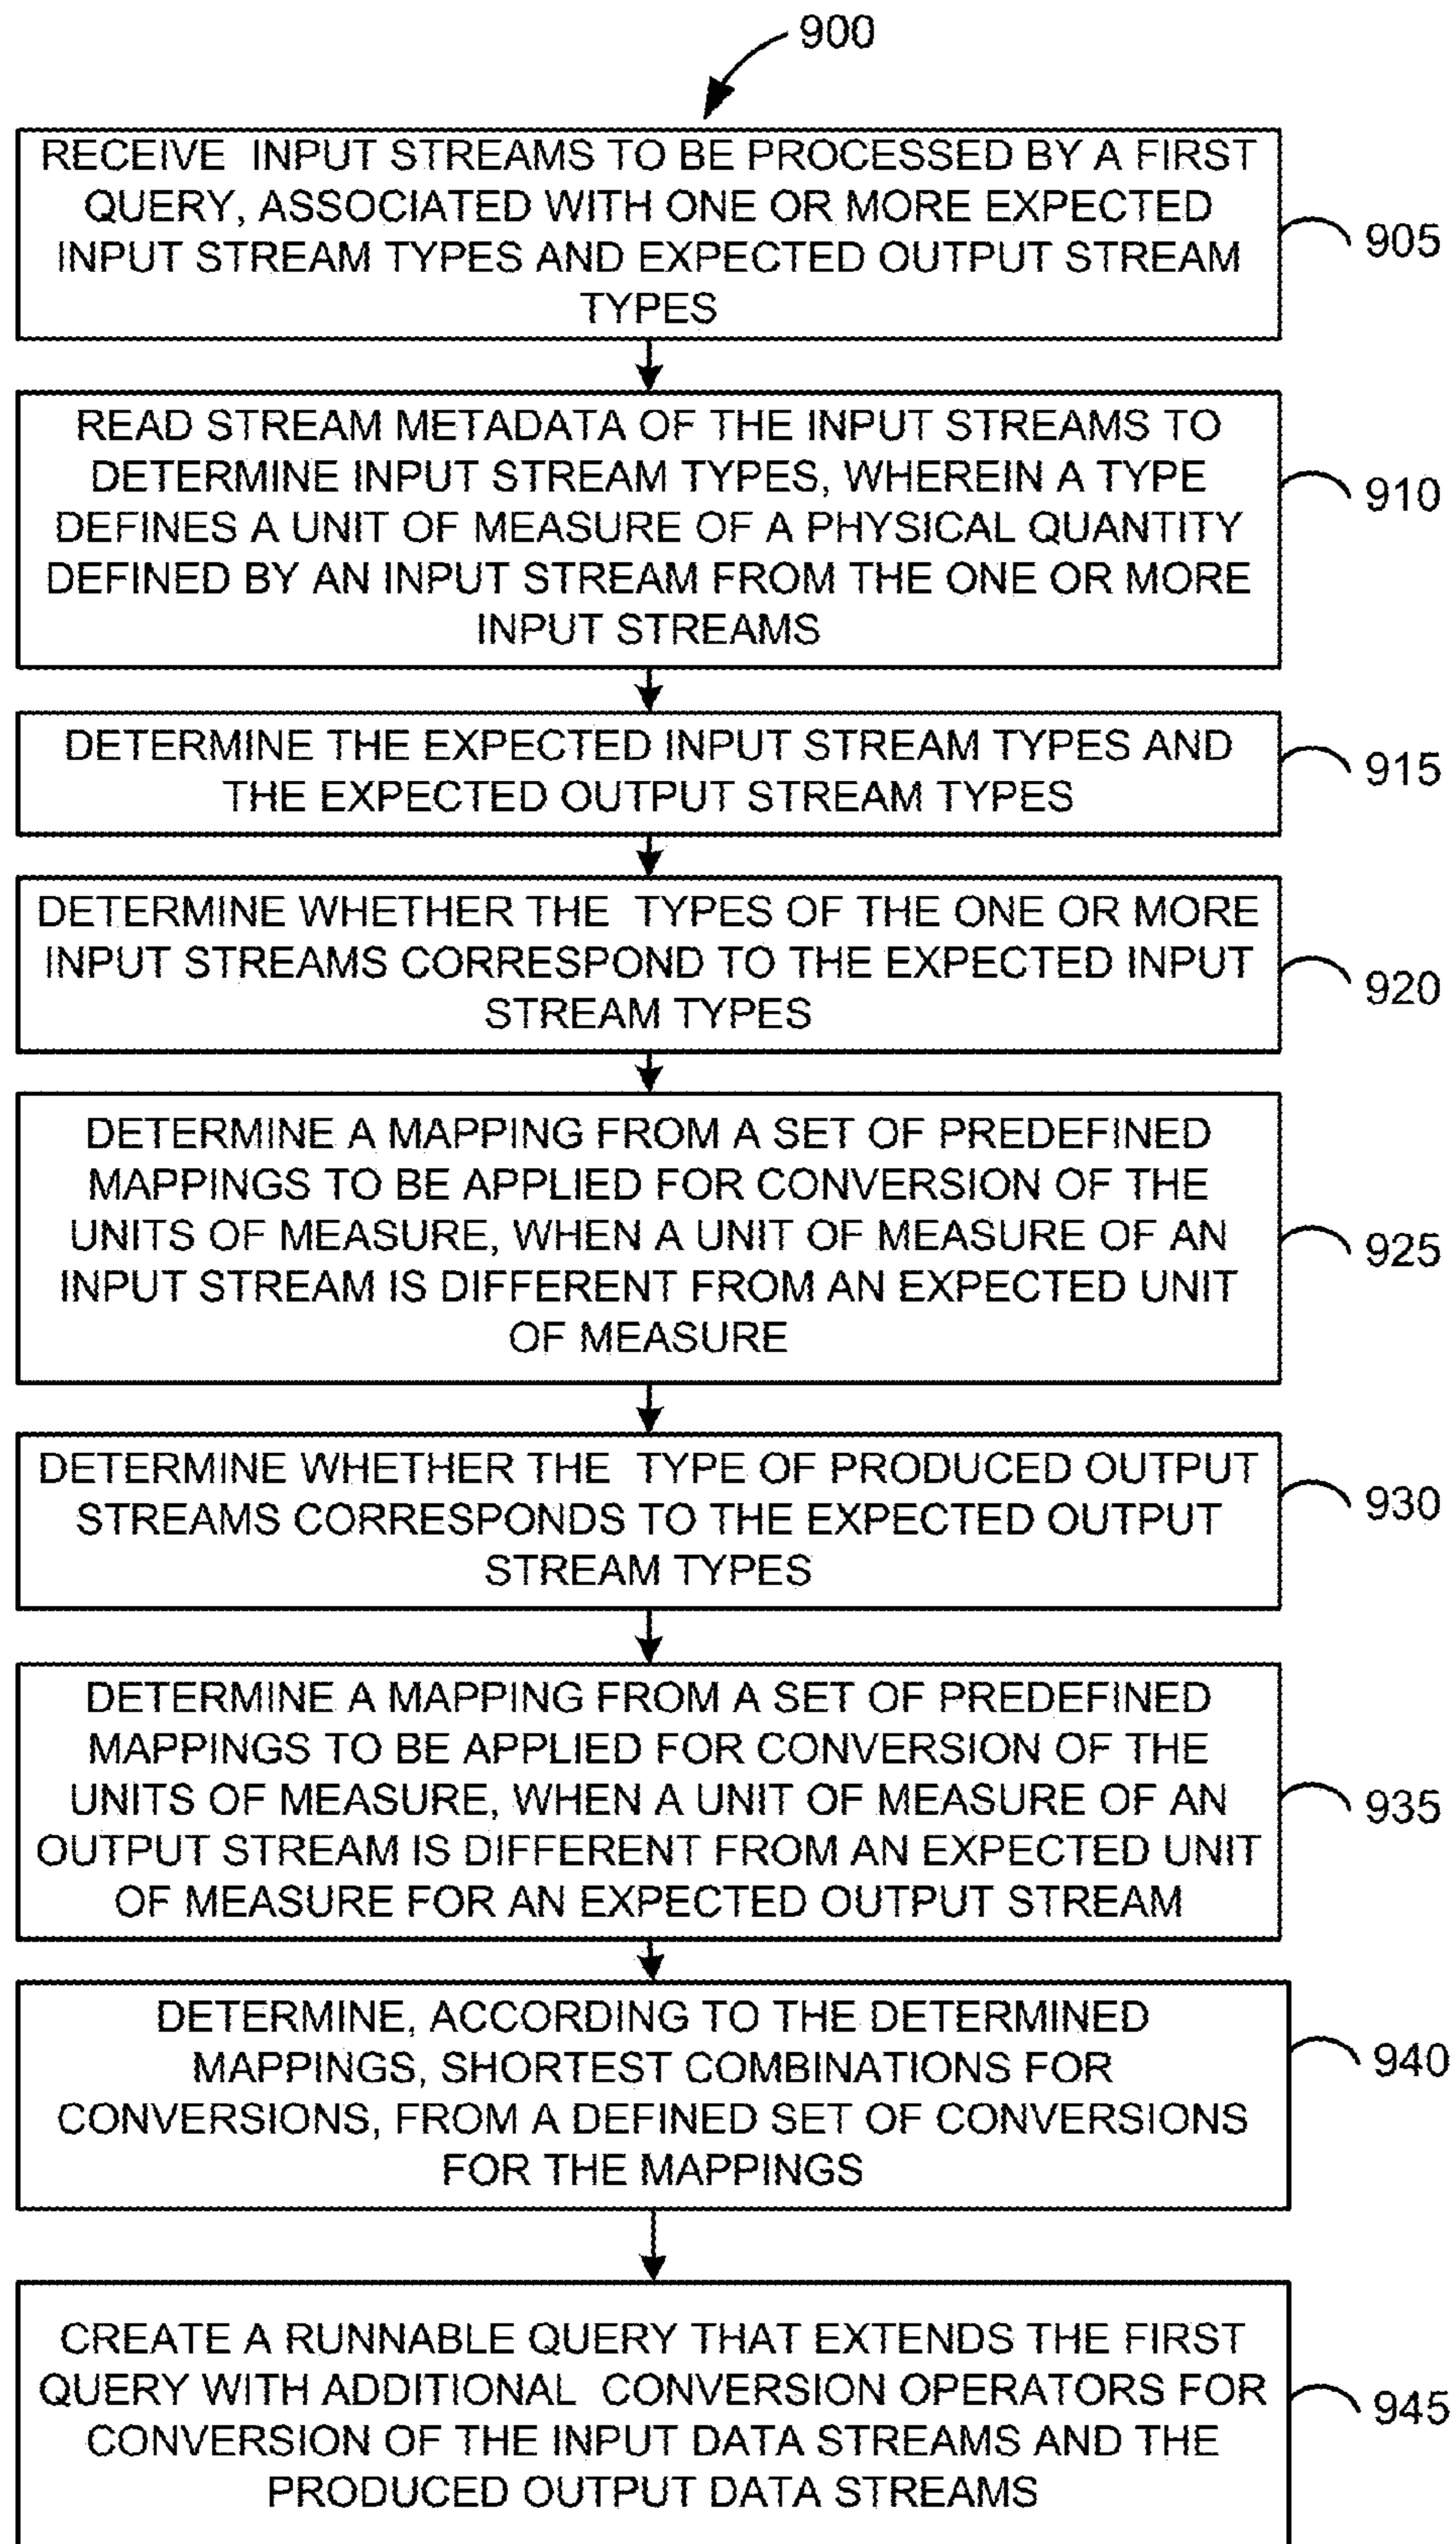 900
RECEIVE INPUT STREAMS TO BE PROCESSED BY A FIRST
QUERY, ASSOCIATED WITH ONE OR MORE EXPECTED
INPUT STREAM TYPES AND EXPECTED OUTPUT STREAM
TYPES
905
READ STREAM METADATA OF THE INPUT STREAMS TO
DETERMINE INPUT STREAM TYPES, WHEREIN A TYPE
DEFINES A UNIT OF MEASURE OF A PHYSICAL QUANTITY
DEFINED BY AN INPUT STREAM FROM THE ONE OR MORE
INPUT STREAMS
910
DETERMINE THE EXPECTED INPUT STREAM TYPES AND
THE EXPECTED OUTPUT STREAM TYPES
915
DETERMINE WHETHER THE TYPES OF THE ONE OR MORE
INPUT STREAMS CORRESPOND TO THE EXPECTED INPUT
STREAM TYPES
920
DETERMINE A MAPPING FROM A SET OF PREDEFINED
MAPPINGS TO BE APPLIED FOR CONVERSION OF THE
UNITS OF MEASURE, WHEN A UNIT OF MEASURE OF AN
INPUT STREAM IS DIFFERENT FROM AN EXPECTED UNIT
OF MEASURE
925
DETERMINE WHETHER THE TYPE OF PRODUCED OUTPUT
STREAMS CORRESPONDS TO THE EXPECTED OUTPUT
STREAM TYPES
930
DETERMINE A MAPPING FROM A SET OF PREDEFINED
MAPPINGS TO BE APPLIED FOR CONVERSION OF THE
UNITS OF MEASURE, WHEN A UNIT OF MEASURE OF AN
OUTPUT STREAM IS DIFFERENT FROM AN EXPECTED UNIT
OF MEASURE FOR AN EXPECTED OUTPUT STREAM
935
DETERMINE, ACCORDING TO THE DETERMINED
MAPPINGS, SHORTEST COMBINATIONS FOR
CONVERSIONS, FROM A DEFINED SET OF CONVERSIONS
FOR THE MAPPINGS
940
CREATE A RUNNABLE QUERY THAT EXTENDS THE FIRST
QUERY WITH ADDITIONAL CONVERSION OPERATORS FOR
CONVERSION OF THE INPUT DATA STREAMS AND THE
PRODUCED OUTPUT DATA STREAMS
945